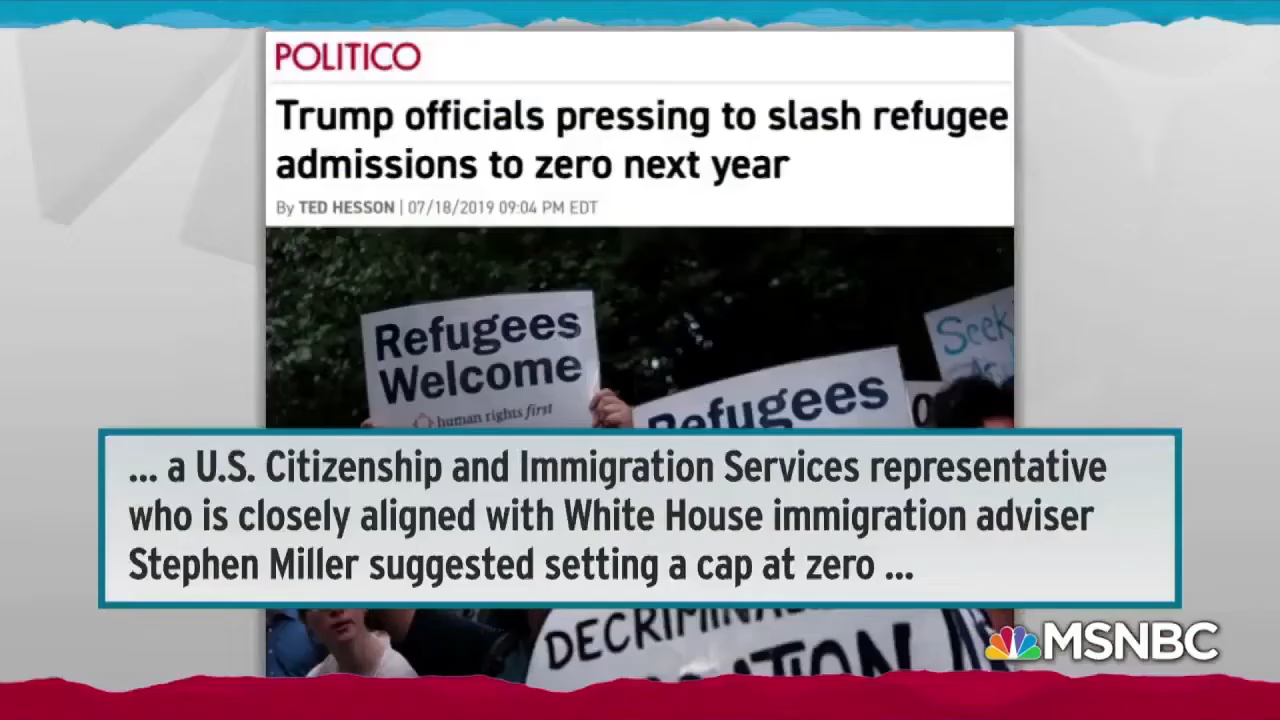 POLITICO
Trump officials pressing to slash refugee
admissions to zero next year
By TED HESSON | 07/18/2019 09:04 PM EDT
Refugees
Welcome
human rights first
Refugees
Seek
... a U.S. Citizenship and Immigration Services representative
who is closely aligned with White House immigration adviser
Stephen Miller suggested setting a cap at zero ...
MSNBC